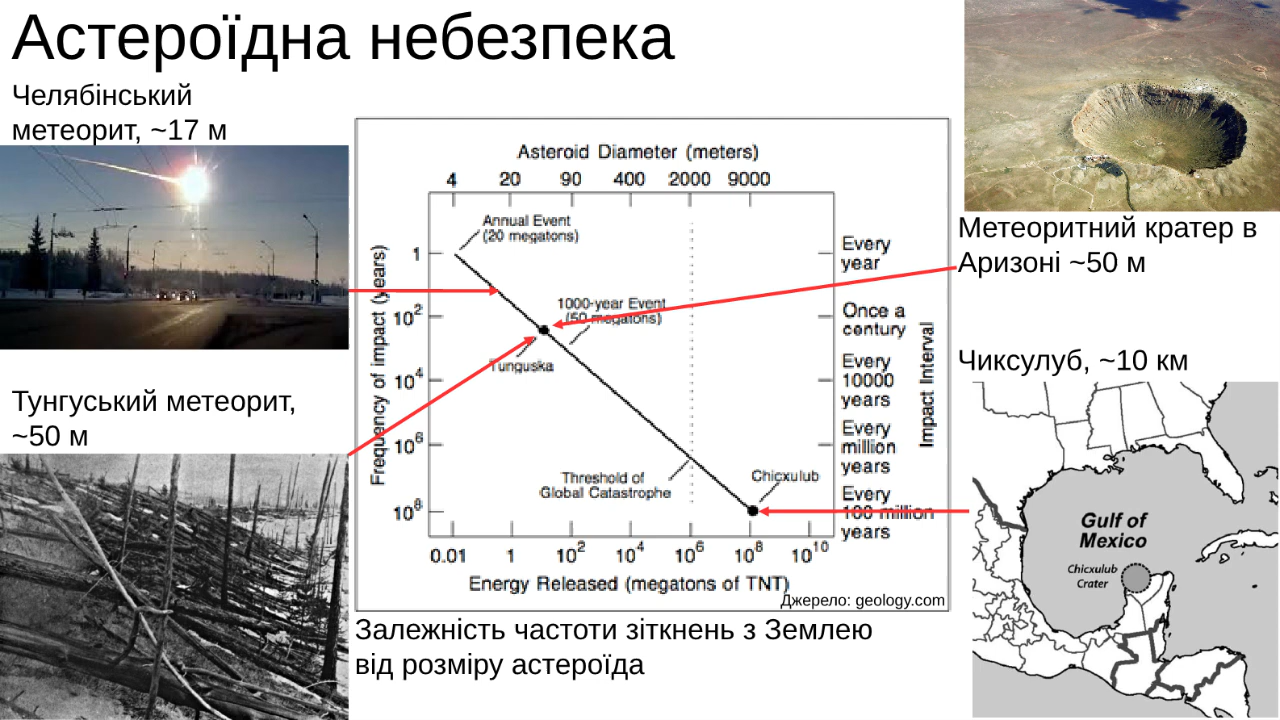 Астероїдна небезпека
Челябінський
метеорит, ~17 м
Тунгуський метеорит,
~50 м
Asteroid Diameter (meters)
4 20 90 400 2000 9000
Annual Event
(20 megatons)
1000-year Event
(50 megatons)
Tunguska
Threshold of
Global Catastrophe
Chicxulub
Frequency of impact (years)
1
10²
10⁴
10⁶
10⁸
Every
year
Once a
century
Every
10000
years
Every
million
years
Every
100 million
years
Impact Interval
0.01 1 10² 10⁴ 10⁶ 10⁸ 10¹⁰
Energy Released (megatons of TNT)
Джерело: geology.com
Залежність частоти зіткнень з Землею
від розміру астероїда
Метеоритний кратер в
Аризоні ~50 м
Чиксулуб, ~10 км
Gulf of
Mexico
Chicxulub
Crater